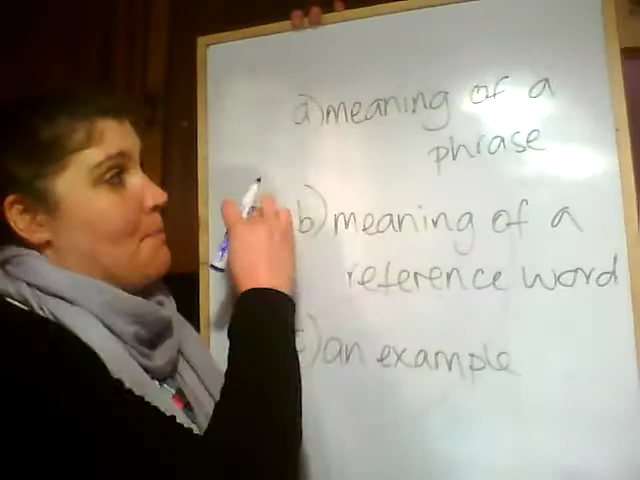 a) meaning of a
phrase
b) meaning of a
reference word
c) an example